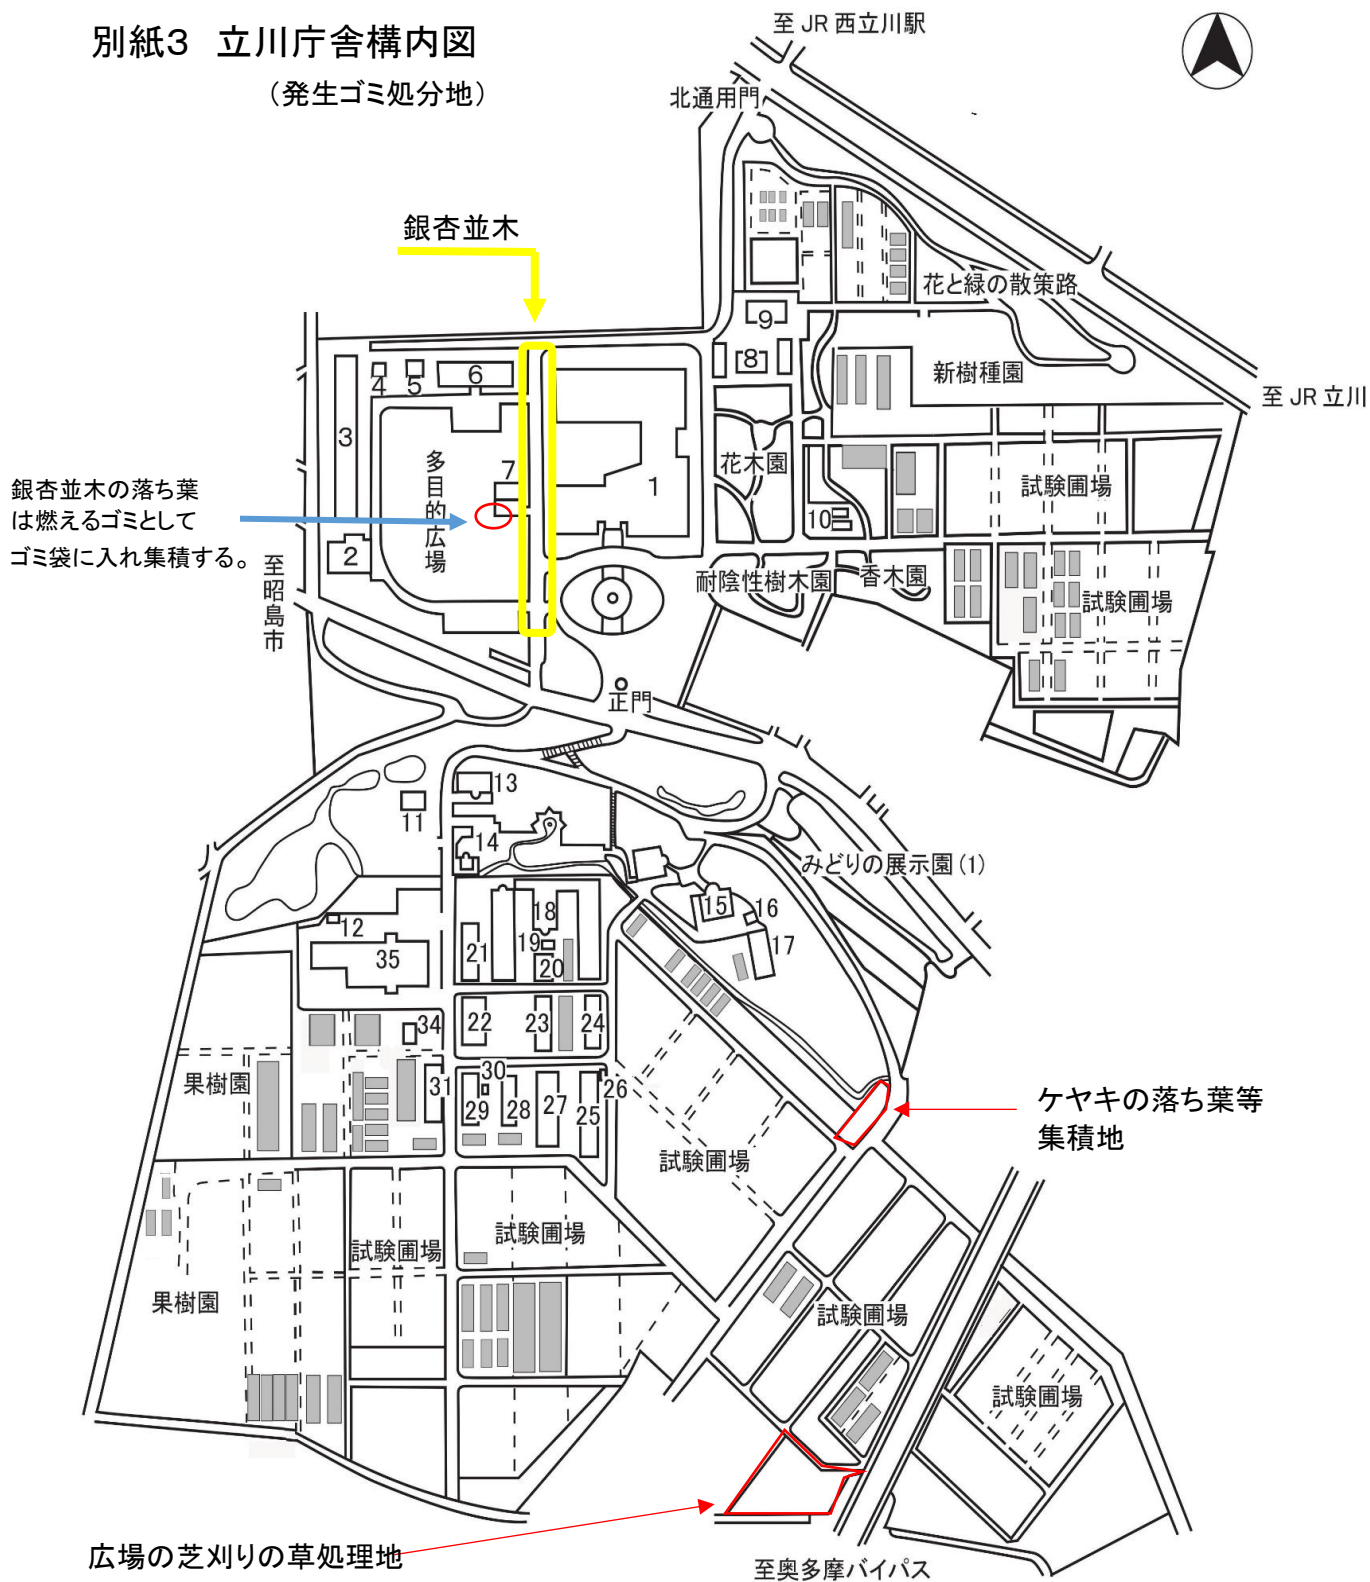 別紙3 立川庁舎構内図
（発生ゴミ処分地）
至 JR 西立川駅
北通用門
銀杏並木
花と緑の散策路
9
8
新樹種園
至 JR 立川
4
5
6
3
7
多目的広場
1
花木園
試験圃場
銀杏並木の落ち葉
は燃えるゴミとして
ゴミ袋に入れ集積する。
10
2
至昭島市
耐陰性樹木園
香木園
試験圃場
正門
13
11
14
みどりの展示園(1)
15
16
17
18
12
19
21
20
35
22
23
24
34
果樹園
31
30
29
28
27
25
26
ケヤキの落ち葉等
集積地
試験圃場
試験圃場
試験圃場
果樹園
試験圃場
試験圃場
広場の芝刈りの草処理地
至奥多摩バイパス